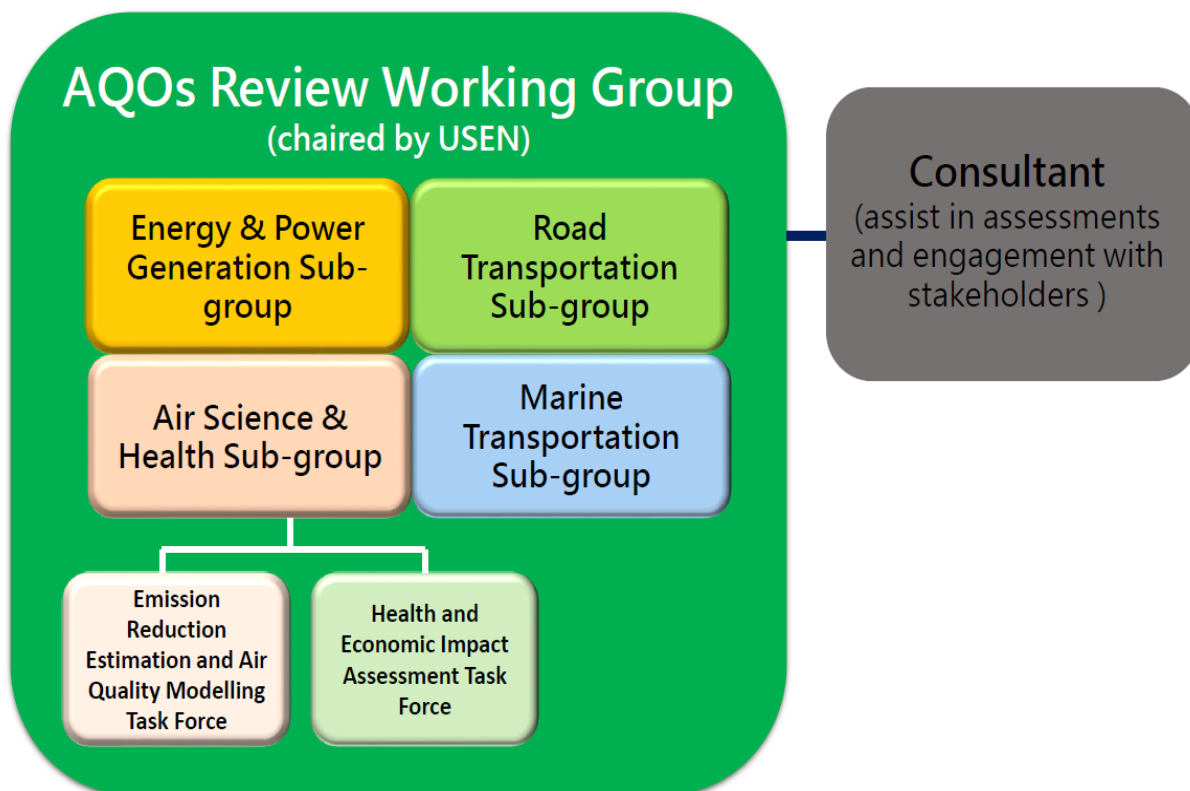 AQOs Review Working Group
(chaired by USEN)
Energy & Power
Generation Sub-
group
Road
Transportation
Sub-group
Air Science &
Health Sub-group
Marine
Transportation
Sub-group
Emission
Reduction
Estimation and Air
Quality Modelling
Task Force
Health and
Economic Impact
Assessment Task
Force
Consultant
(assist in assessments
and engagement with
stakeholders )